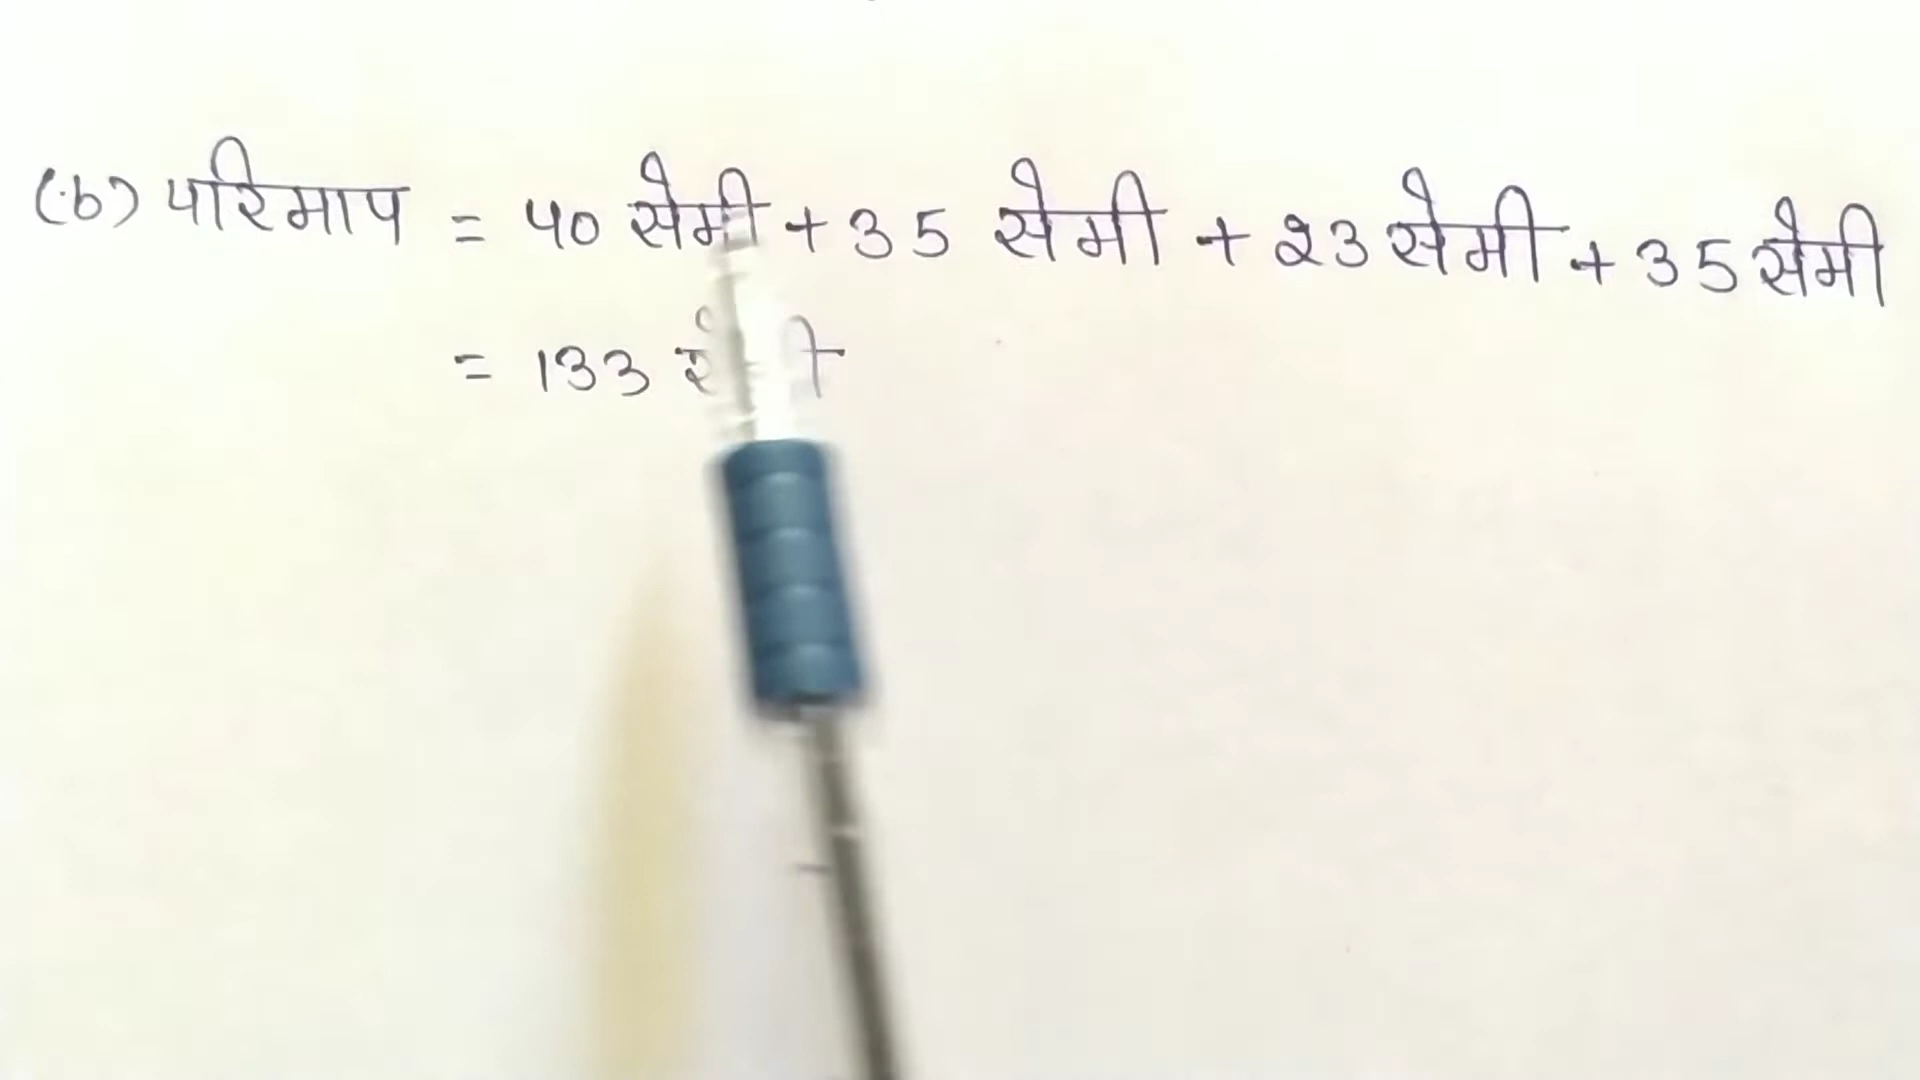 (b) परिमाप = 40 सेमी + 35 सेमी + 23 सेमी + 35 सेमी
= 133